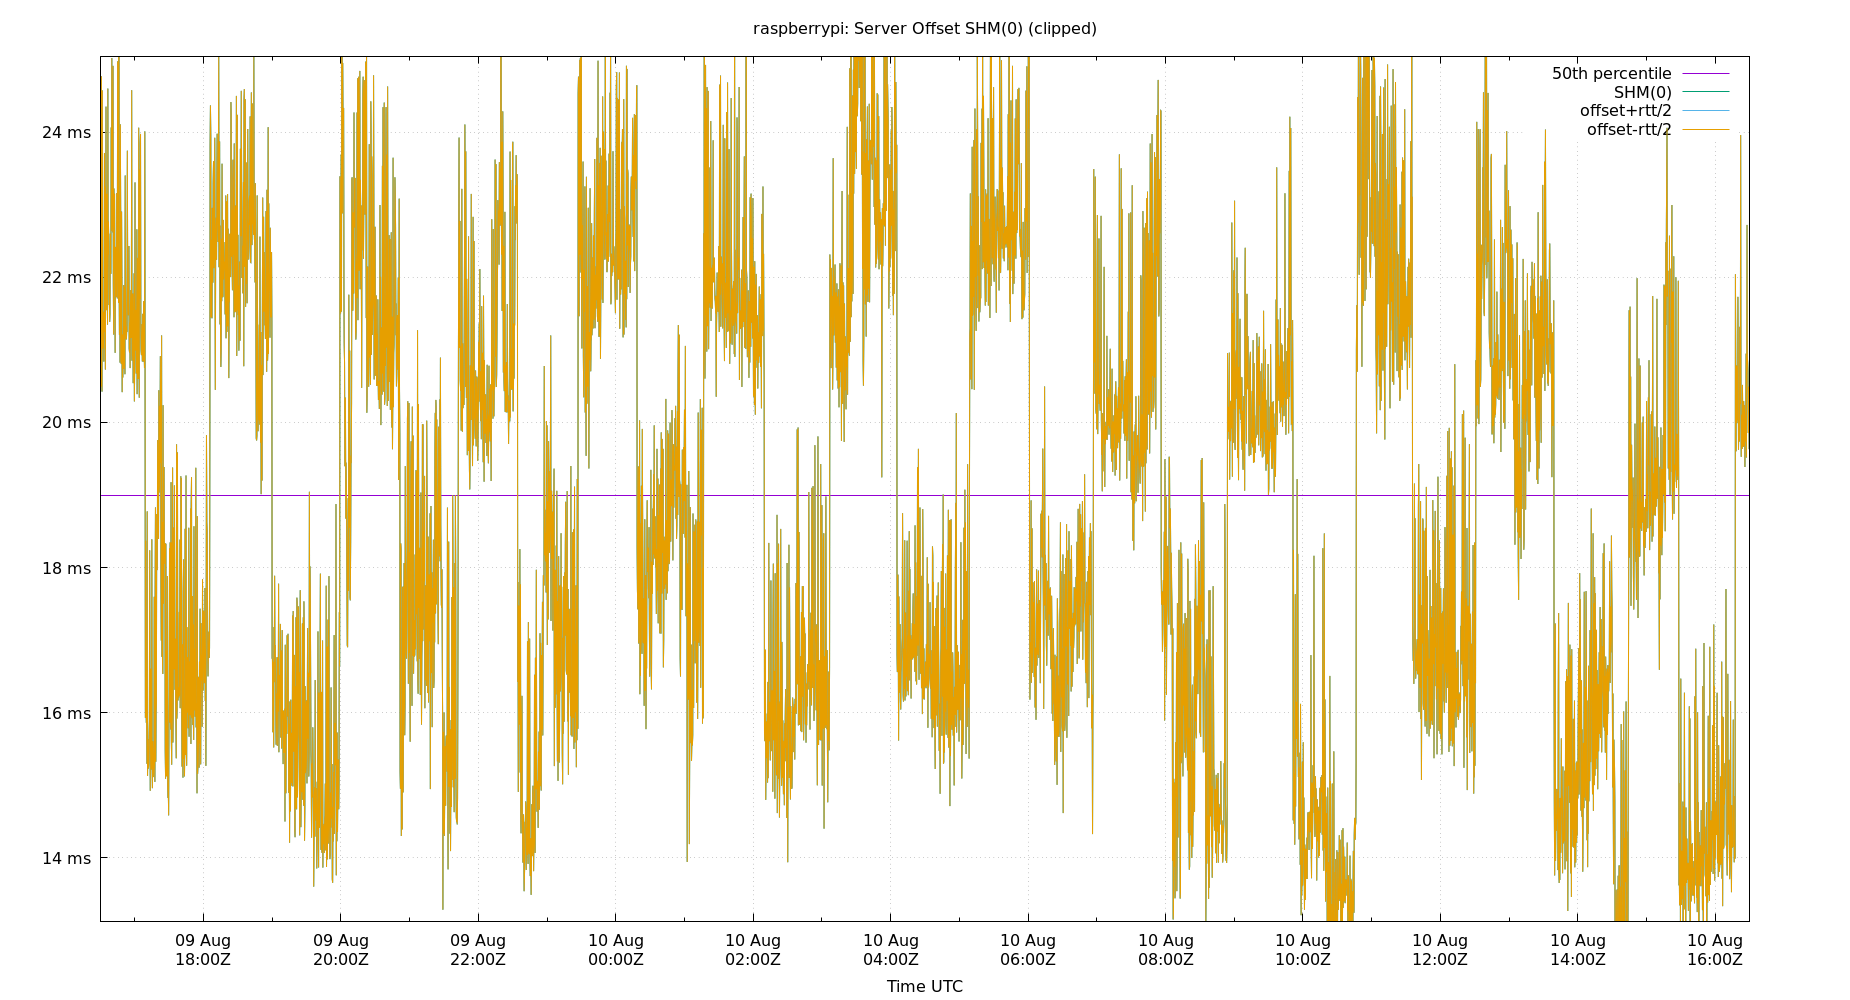 raspberrypi: Server Offset SHM(0) (clipped)
50th percentile
SHM(0)
offset+rtt/2
offset-rtt/2
24 ms
22 ms
20 ms
18 ms
16 ms
14 ms
09 Aug 09 Aug 09 Aug 10 Aug 10 Aug 10 Aug 10 Aug 10 Aug 10 Aug 10 Aug 10 Aug 10 Aug
18:00Z 20:00Z 22:00Z 00:00Z 02:00Z 04:00Z 06:00Z 08:00Z 10:00Z 12:00Z 14:00Z 16:00Z
Time UTC